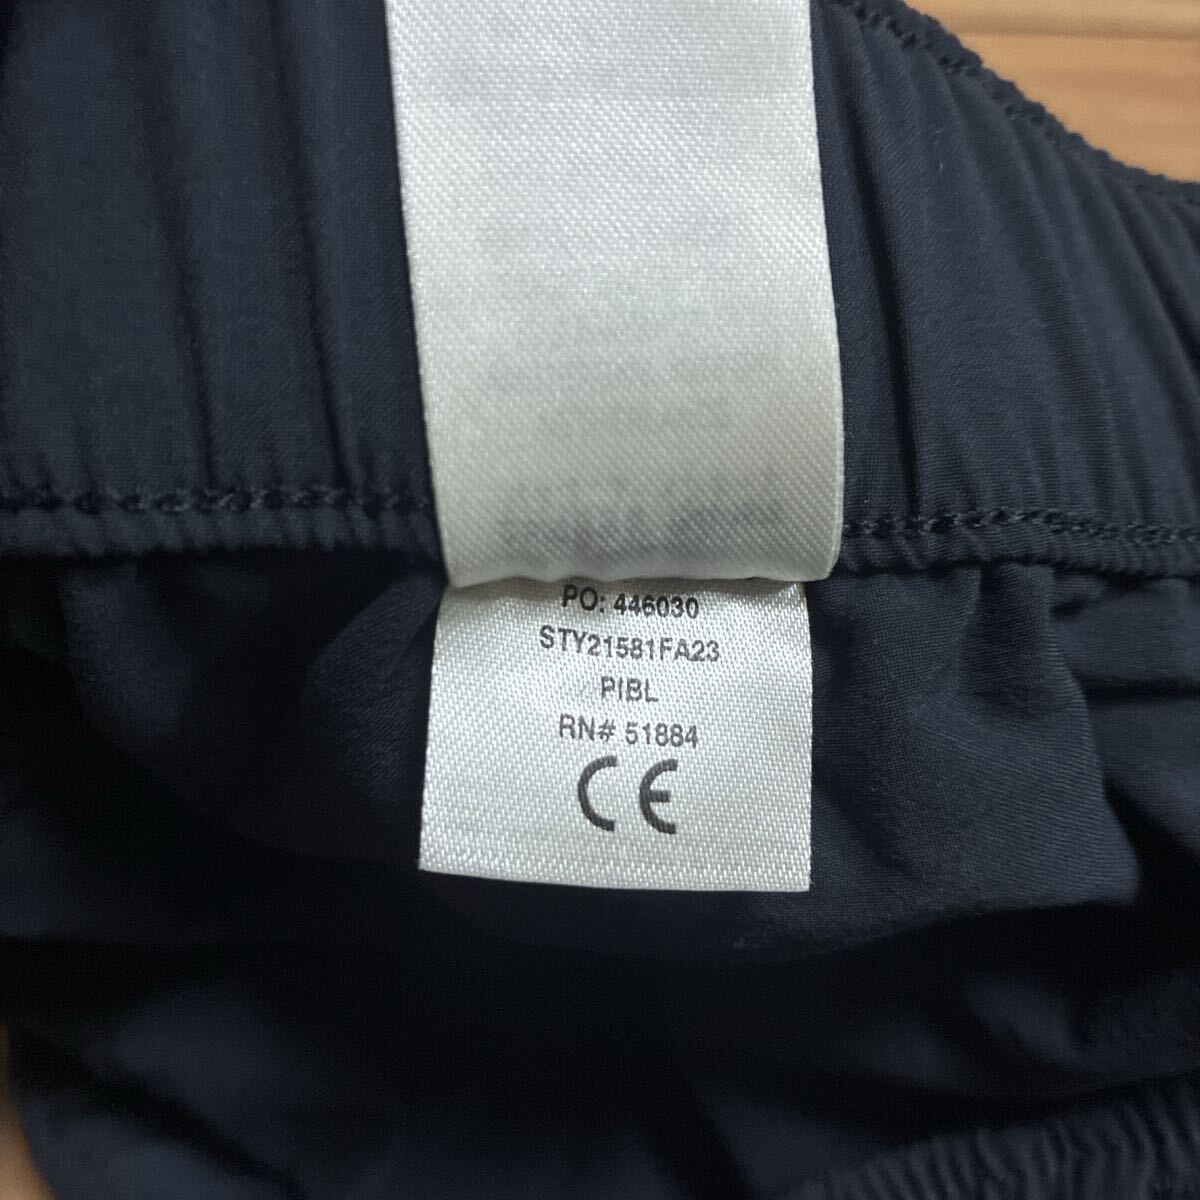 PO: 446030
STY21581FA23
PIBL
RN# 51884
CE